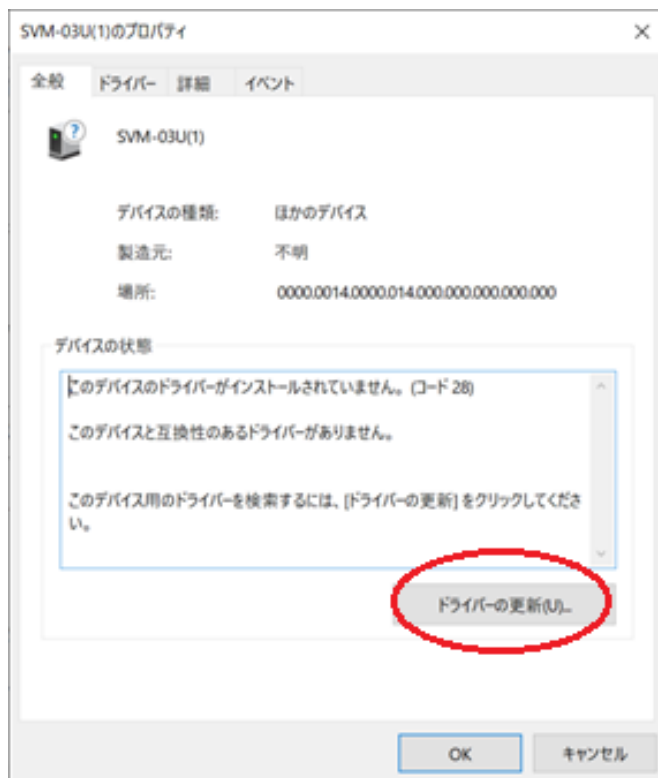 SVM-03U(1)のプロパティ
全般 ドライバー 詳細 イベント
SVM-03U(1)
デバイスの種類: ほかのデバイス
製造元: 不明
場所: 0000.0014.0000.014.000.000.000.000.000
デバイスの状態
このデバイスのドライバーがインストールされていません。 (コード 28)
このデバイスと互換性のあるドライバーがありません。
このデバイス用のドライバーを検索するには、[ドライバーの更新] をクリックしてくださ
い。
ドライバーの更新(U)...
OK キャンセル